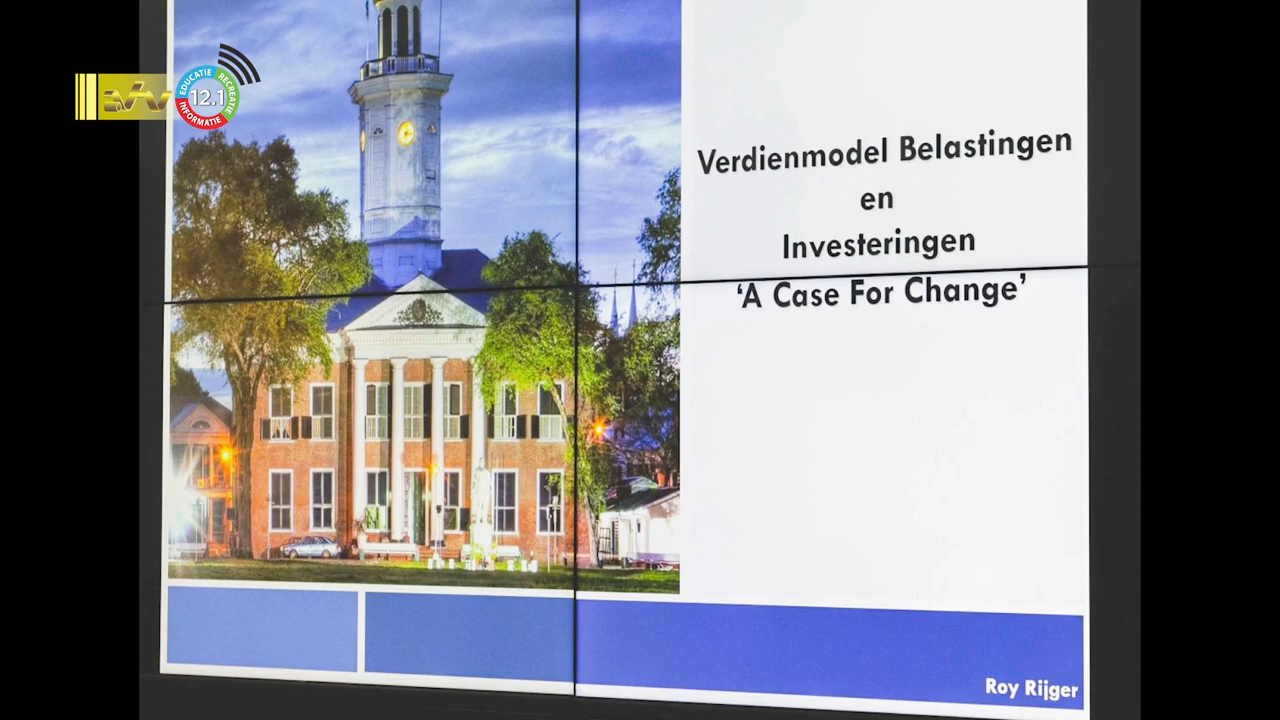 EDUCATIE
RECREATIE
INFORMATIE
12.1
Verdienmodel Belastingen
en
Investeringen
‘A Case For Change’
Roy Rijger